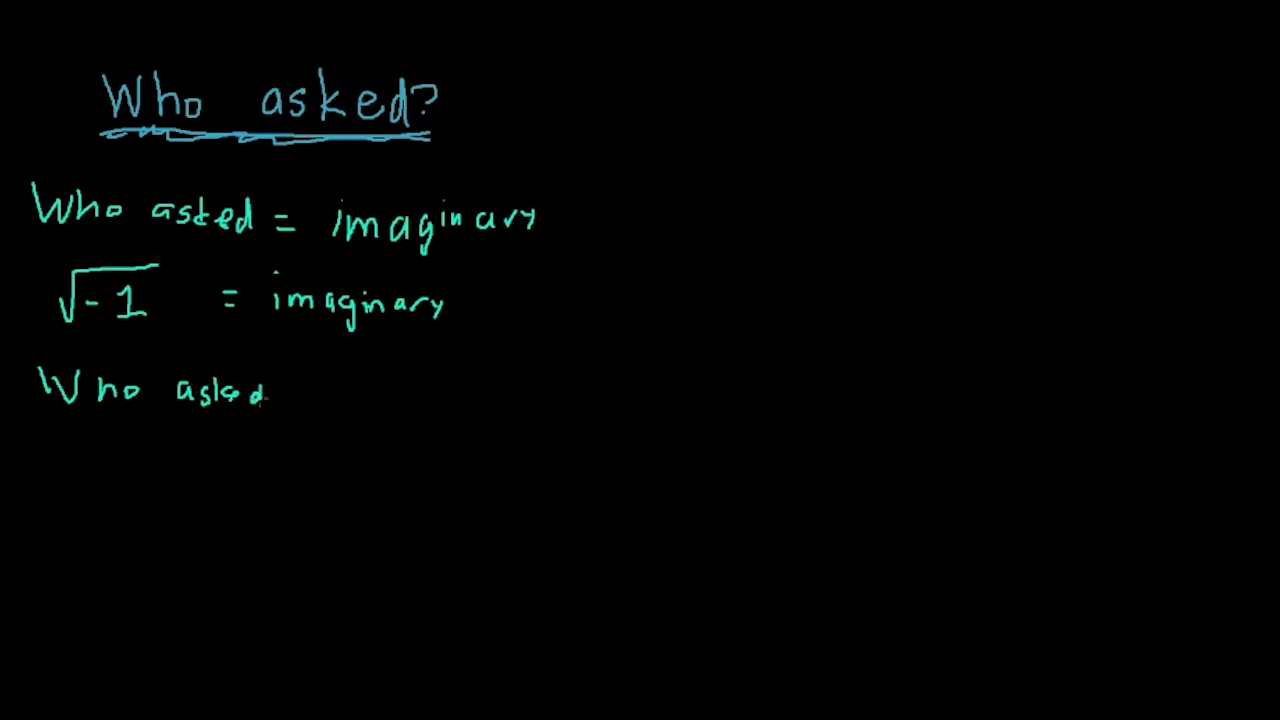 Who asked?
Who asked = imaginary
√-1 = imaginary
Who asked